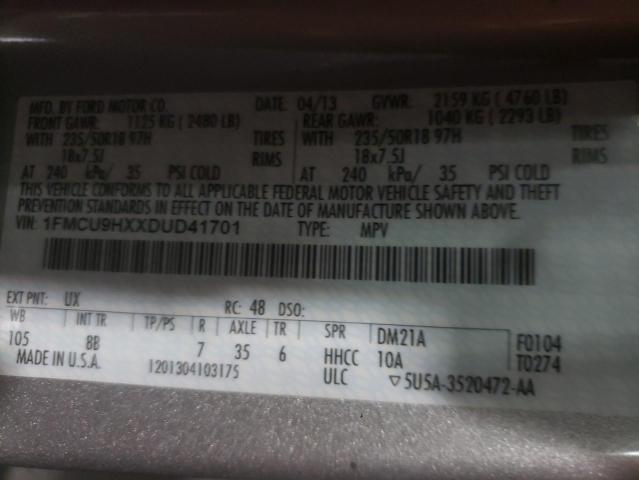 MFD. BY FORD MOTOR CO. DATE: 04/13 GVWR: 2159 KG ( 4760 LB)
FRONT GAWR: 1125 KG ( 2480 LB) REAR GAWR: 1040 KG ( 2293 LB)
WITH 235/50R18 97H TIRES WITH 235/50R18 97H TIRES
18x7.5J RIMS 18x7.5J RIMS
AT 240 kPa/ 35 PSI COLD AT 240 kPa/ 35 PSI COLD
THIS VEHICLE CONFORMS TO ALL APPLICABLE FEDERAL MOTOR VEHICLE SAFETY AND THEFT
PREVENTION STANDARDS IN EFFECT ON THE DATE OF MANUFACTURE SHOWN ABOVE.
VIN: 1FMCU9HXXDUD41701 TYPE: MPV
EXT PNT: UX RC: 48 DSO:
WB INT TR TP/PS R AXLE TR SPR DM21A F0104
105 8B 7 35 6 HHCC 10A T0274
MADE IN U.S.A. 1201304103175 ULC ▽5U5A-3520472-AA